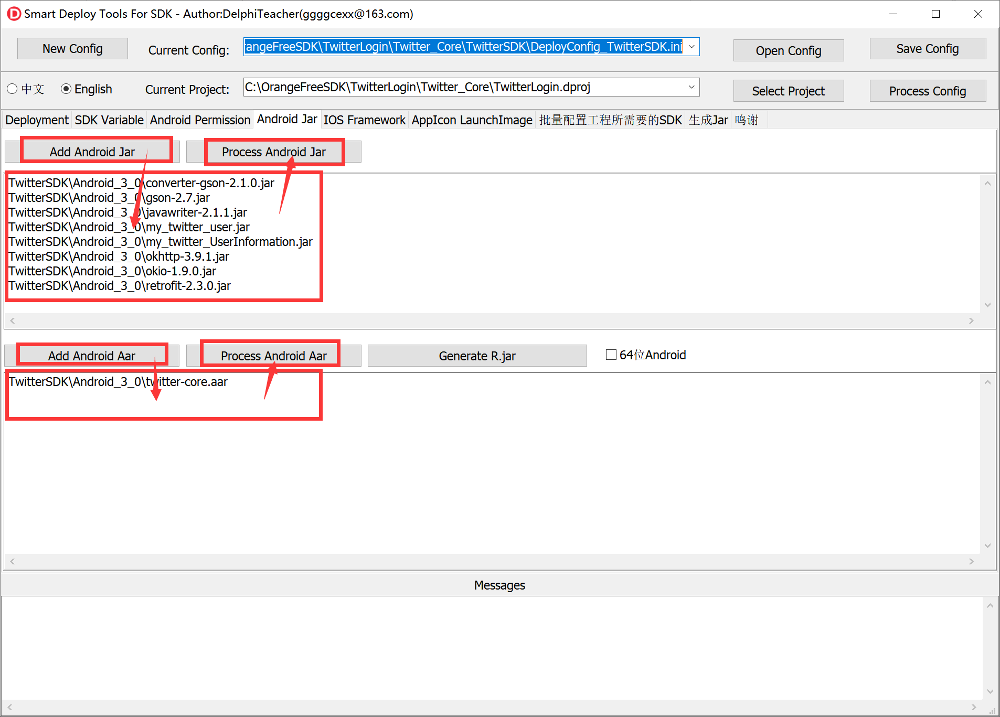 Smart Deploy Tools For SDK - Author:DelphiTeacher(ggggcexx@163.com)
New Config
Current Config:
rangeFreeSDK\TwitterLogin\Twitter_Core\TwitterSDK\DeployConfig_TwitterSDK.ini
Open Config
Save Config
中文
English
Current Project:
C:\OrangeFreeSDK\TwitterLogin\Twitter_Core\TwitterLogin.dproj
Select Project
Process Config
Deployment
SDK Variable
Android Permission
Android Jar
IOS Framework
AppIcon LaunchImage
批量配置工程所需要的SDK
生成Jar
鸣谢
Add Android Jar
Process Android Jar
TwitterSDK\Android_3_0\converter-gson-2.1.0.jar
TwitterSDK\Android_3_0\gson-2.7.jar
TwitterSDK\Android_3_0\javawriter-2.1.1.jar
TwitterSDK\Android_3_0\my_twitter_user.jar
TwitterSDK\Android_3_0\my_twitter_UserInformation.jar
TwitterSDK\Android_3_0\okhttp-3.9.1.jar
TwitterSDK\Android_3_0\okio-1.9.0.jar
TwitterSDK\Android_3_0\retrofit-2.3.0.jar
Add Android Aar
Process Android Aar
Generate R.jar
64位Android
TwitterSDK\Android_3_0\twitter-core.aar
Messages